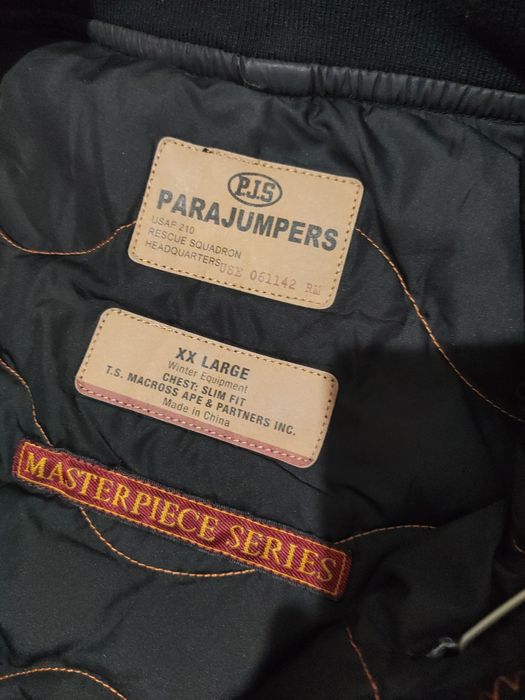 P.J.S
PARAJUMPERS
USAF 210
RESCUE SQUADRON
HEADQUARTERS USE 061142 RM
XX LARGE
Winter Equipment
CHEST: SLIM FIT
T.S. MACROSS APE & PARTNERS INC.
Made in China
MASTERPIECE SERIES